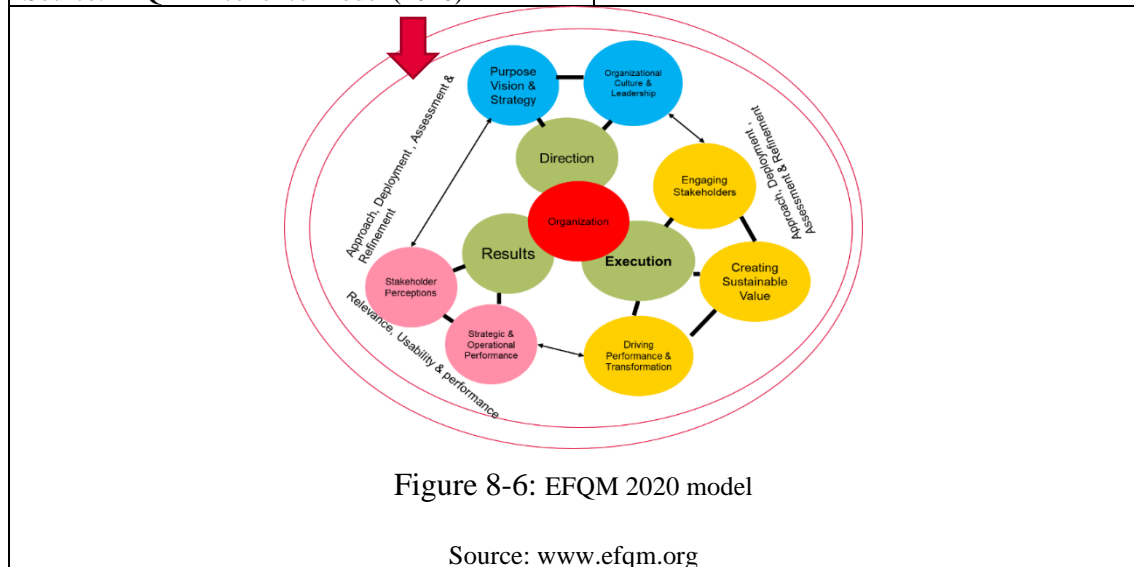 Purpose
Vision &
Strategy
Organizational
Culture &
Leadership
Approach, Deployment , Assessment &
Refinement
Approach, Deployment ,
Assessment & Refinement
Direction
Engaging
Stakeholders
Organization
Results
Execution
Stakeholder
Perceptions
Creating
Sustainable
Value
Relevance, Usability & performance
Strategic &
Operational
Performance
Driving
Performance &
Transformation
Figure 8-6: EFQM 2020 model
Source: www.efqm.org